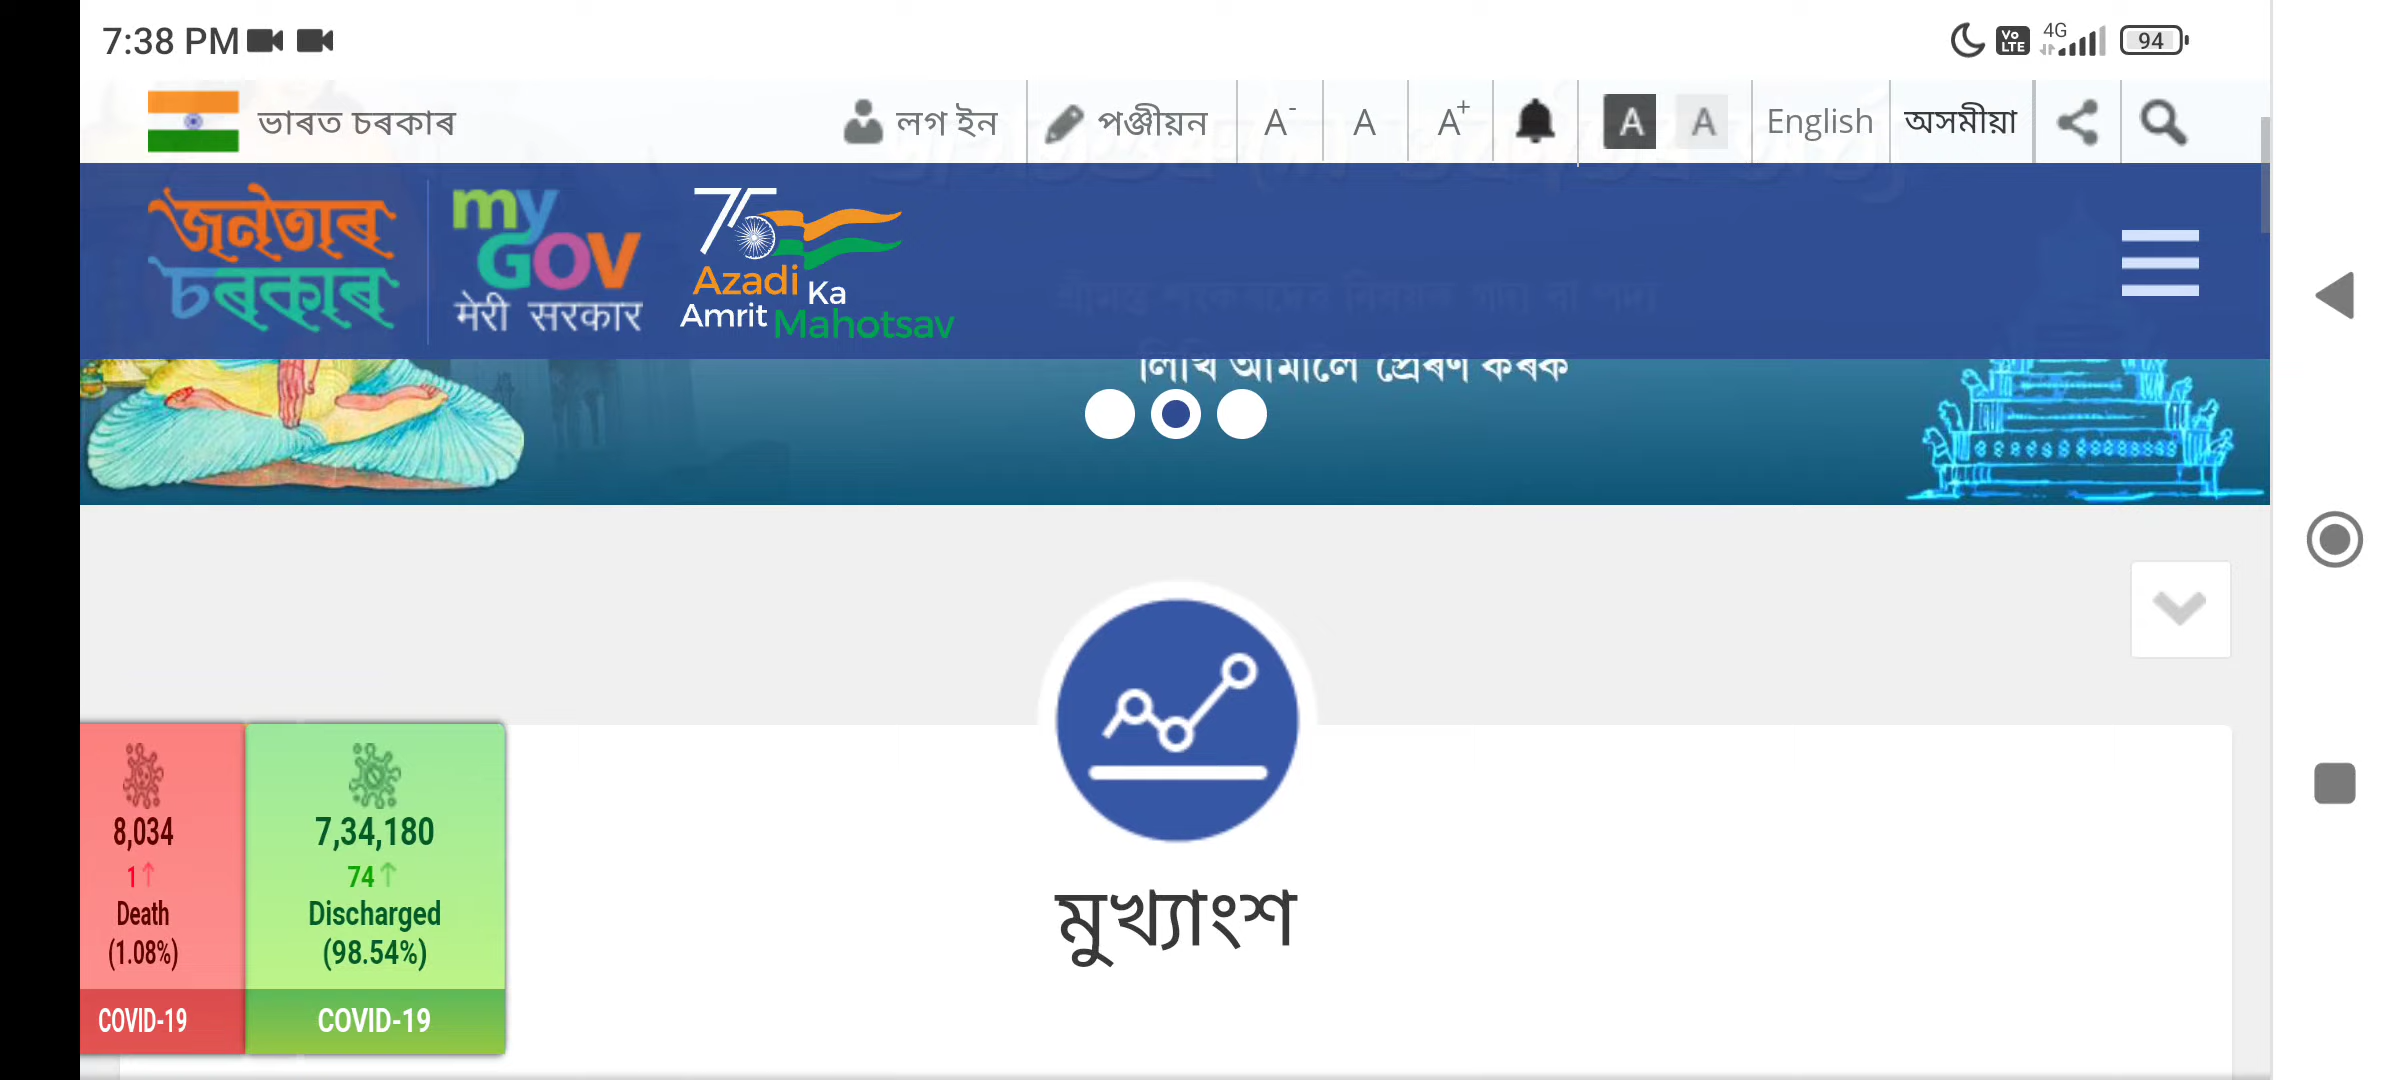 7:38 PM
4G
Vo
LTE
94
ভাৰত চৰকাৰ
লগ ইন
পঞ্জীয়ন
A-
A
A+
A
A
English
অসমীয়া
জনতাৰ
চৰকাৰ
my
GOV
मेरी सरकार
75
Azadi Ka
Amrit Mahotsav
লিখি আমালৈ প্ৰেৰণ কৰক
8,034
1↑
Death
(1.08%)
COVID-19
7,34,180
74↑
Discharged
(98.54%)
COVID-19
মুখ্যাংশ